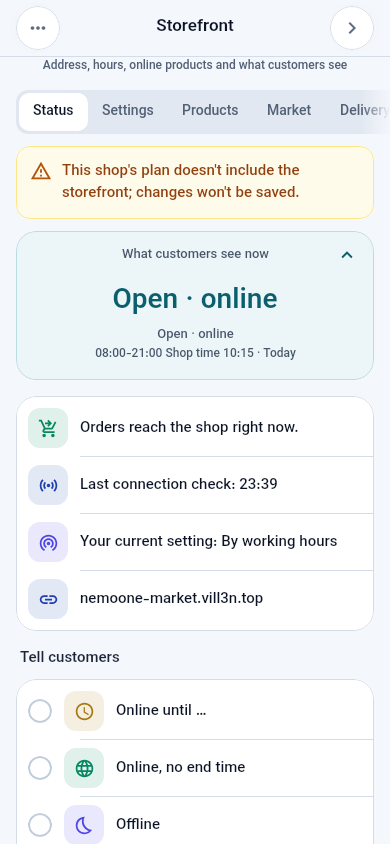 Storefront
Address, hours, online products and what customers see
Status
Settings
Products
Market
Delivery
This shop's plan doesn't include the
storefront; changes won't be saved.
What customers see now
Open · online
Open · online
08:00–21:00 Shop time 10:15 · Today
Orders reach the shop right now.
Last connection check: 23:39
Your current setting: By working hours
nemoone-market.vill3n.top
Tell customers
Online until ...
Online, no end time
Offline